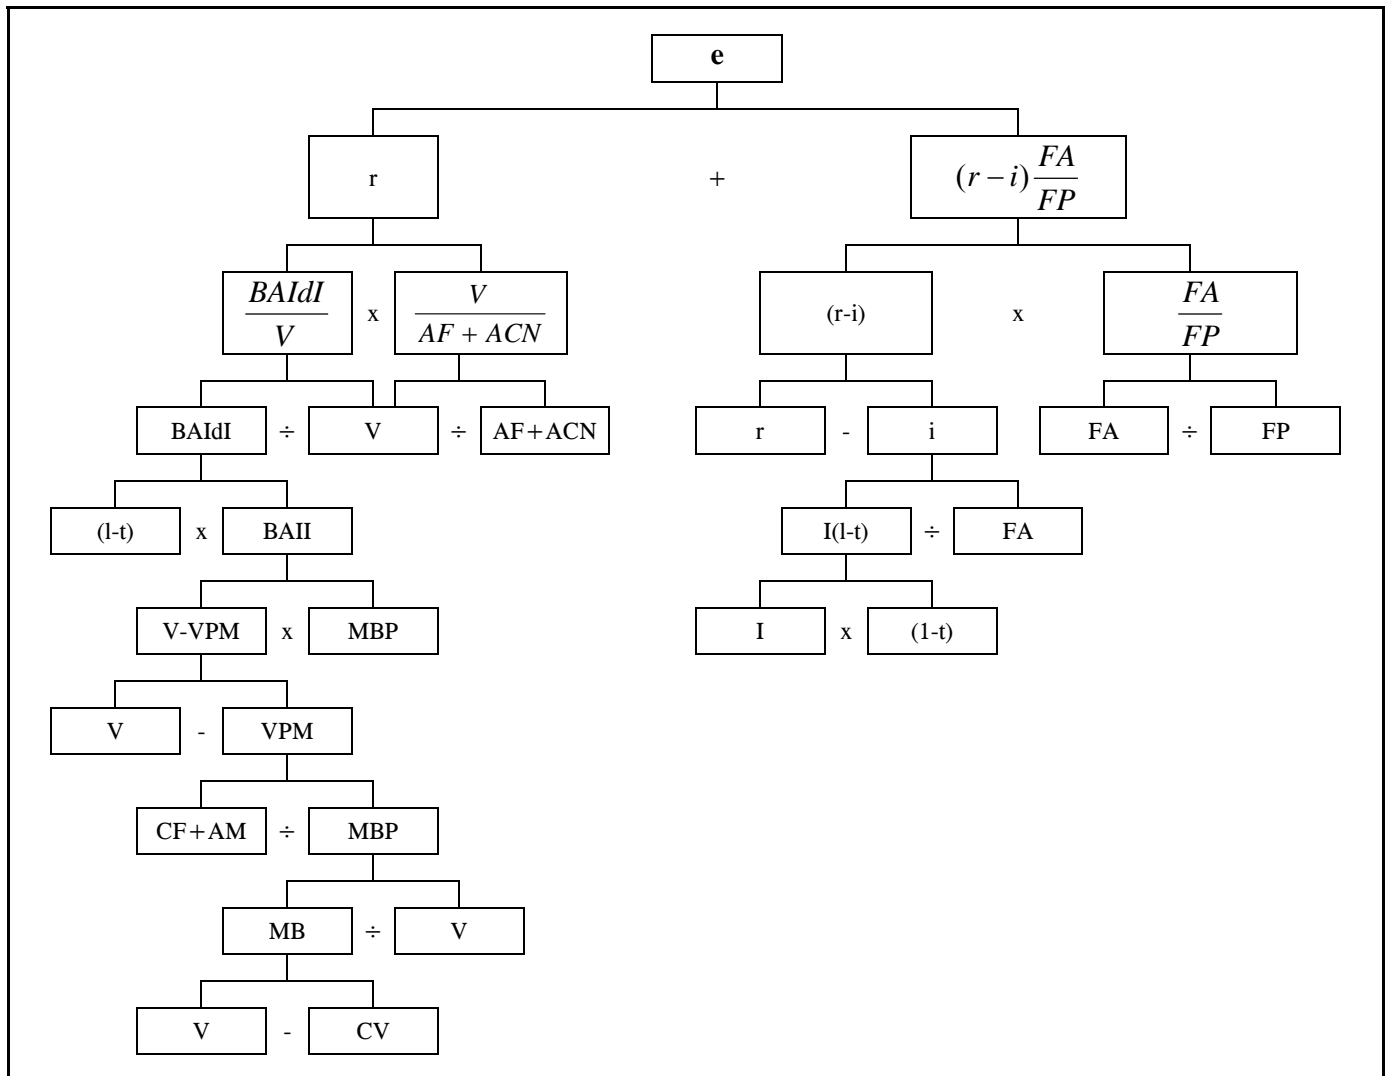 e
r + (r – i) FA/FP
BAIdI/V x V/(AF + ACN) (r-i) x FA/FP
BAIdI ÷ V ÷ AF+ACN r - i FA ÷ FP
(l-t) x BAII I(l-t) ÷ FA
V-VPM x MBP I x (1-t)
V - VPM
CF+AM ÷ MBP
MB ÷ V
V - CV